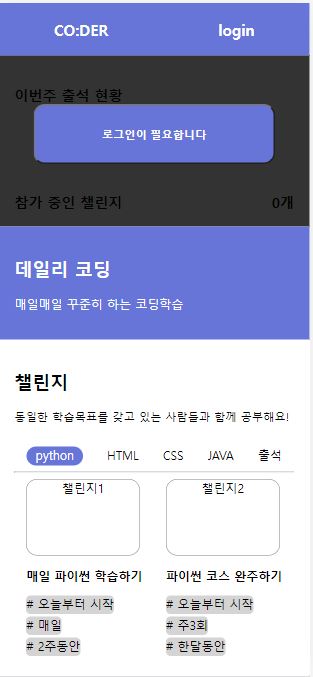 CO:DER login
이번주 출석 현황
로그인이 필요합니다
참가 중인 챌린지 0개
데일리 코딩
매일매일 꾸준히 하는 코딩학습
챌린지
동일한 학습목표를 갖고 있는 사람들과 함께 공부해요!
python HTML CSS JAVA 출석
챌린지1 챌린지2
매일 파이썬 학습하기 파이썬 코스 완주하기
# 오늘부터 시작 # 오늘부터 시작
# 매일 # 주3회
# 2주동안 # 한달동안